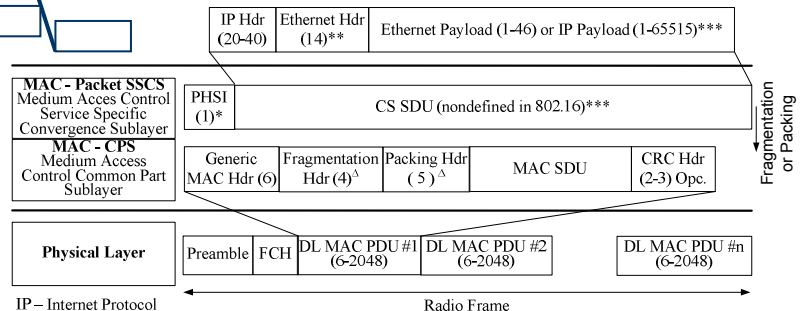 IP Hdr
(20-40)
Ethernet Hdr
(14)**
Ethernet Payload (1-46) or IP Payload (1-65515)***
MAC - Packet SSCS
Medium Acces Control
Service Specific
Convergence Sublayer
PHSI
(1)*
CS SDU (nondefined in 802.16)***
Fragmentation
or Packing
MAC - CPS
Medium Access
Control Common Part
Sublayer
Generic
MAC Hdr (6)
Fragmentation
Hdr (4)Δ
Packing Hdr
( 5 ) Δ
MAC SDU
CRC Hdr
(2-3) Opc.
Physical Layer
Preamble
FCH
DL MAC PDU #1
(6-2048)
DL MAC PDU #2
(6-2048)
DL MAC PDU #n
(6-2048)
IP – Internet Protocol
Radio Frame